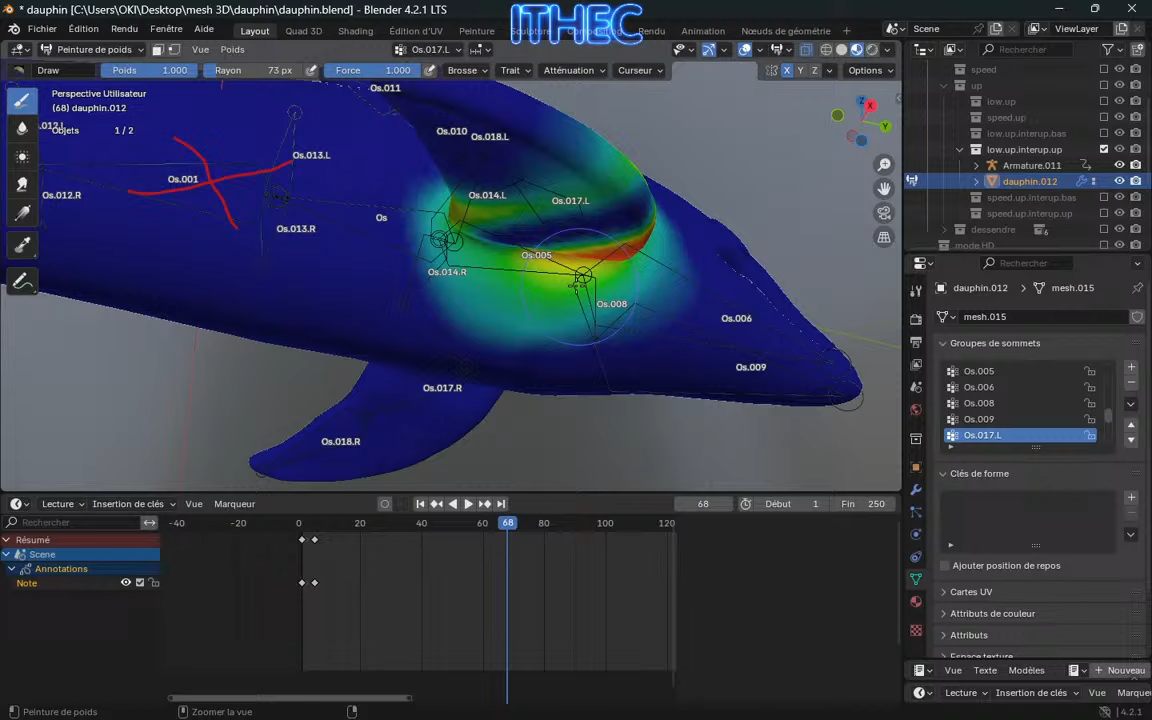 * dauphin [C:\Users\OKI\Desktop\mesh 3D\dauphin\dauphin.blend] - Blender 4.2.1 LTS
ITHEC
Fichier Édition Rendu Fenêtre Aide Layout Quad 3D Shading Édition d'UV Peinture Sculpture Rendu Animation Nœuds de géométrie + Scene ViewLayer
Peinture de poids Vue Poids Os.017.L Rechercher
Draw Poids 1.000 Rayon 73 px Force 1.000 Brosse Trait Atténuation Curseur X Y Z Options
Perspective Utilisateur
(68) dauphin.012
Objets 1 / 2
Os.011
Os.010
Os.018.L
Os.013.L
Os.001
Os.012.R
Os.014.L
Os.017.L
Os
Os.013.R
Os.005
Os.014.R
Os.008
Os.006
Os.009
Os.017.R
Os.018.R
Z
X
Y
speed
up
low.up
speed.up
low.up.interup.bas
low.up.interup.up
Armature.011
dauphin.012
speed.up.interup.bas
speed.up.interup.up
dessendre 6
mode HD
Rechercher
dauphin.012 mesh.015
mesh.015
Groupes de sommets
Os.005
Os.006
Os.008
Os.009
Os.017.L
Clés de forme
Ajouter position de repos
Cartes UV
Attributs de couleur
Attributs
Espace texture
Vue Texte Modèles + Nouveau
Lecture Insertion de clés Vue Marqueur
Lecture Insertion de clés Vue Marqueur 68 Début 1 Fin 250
Rechercher -40 -20 0 20 40 60 68 80 100 120
Résumé
Scene
Annotations
Note
Peinture de poids Zoomer la vue 4.2.1